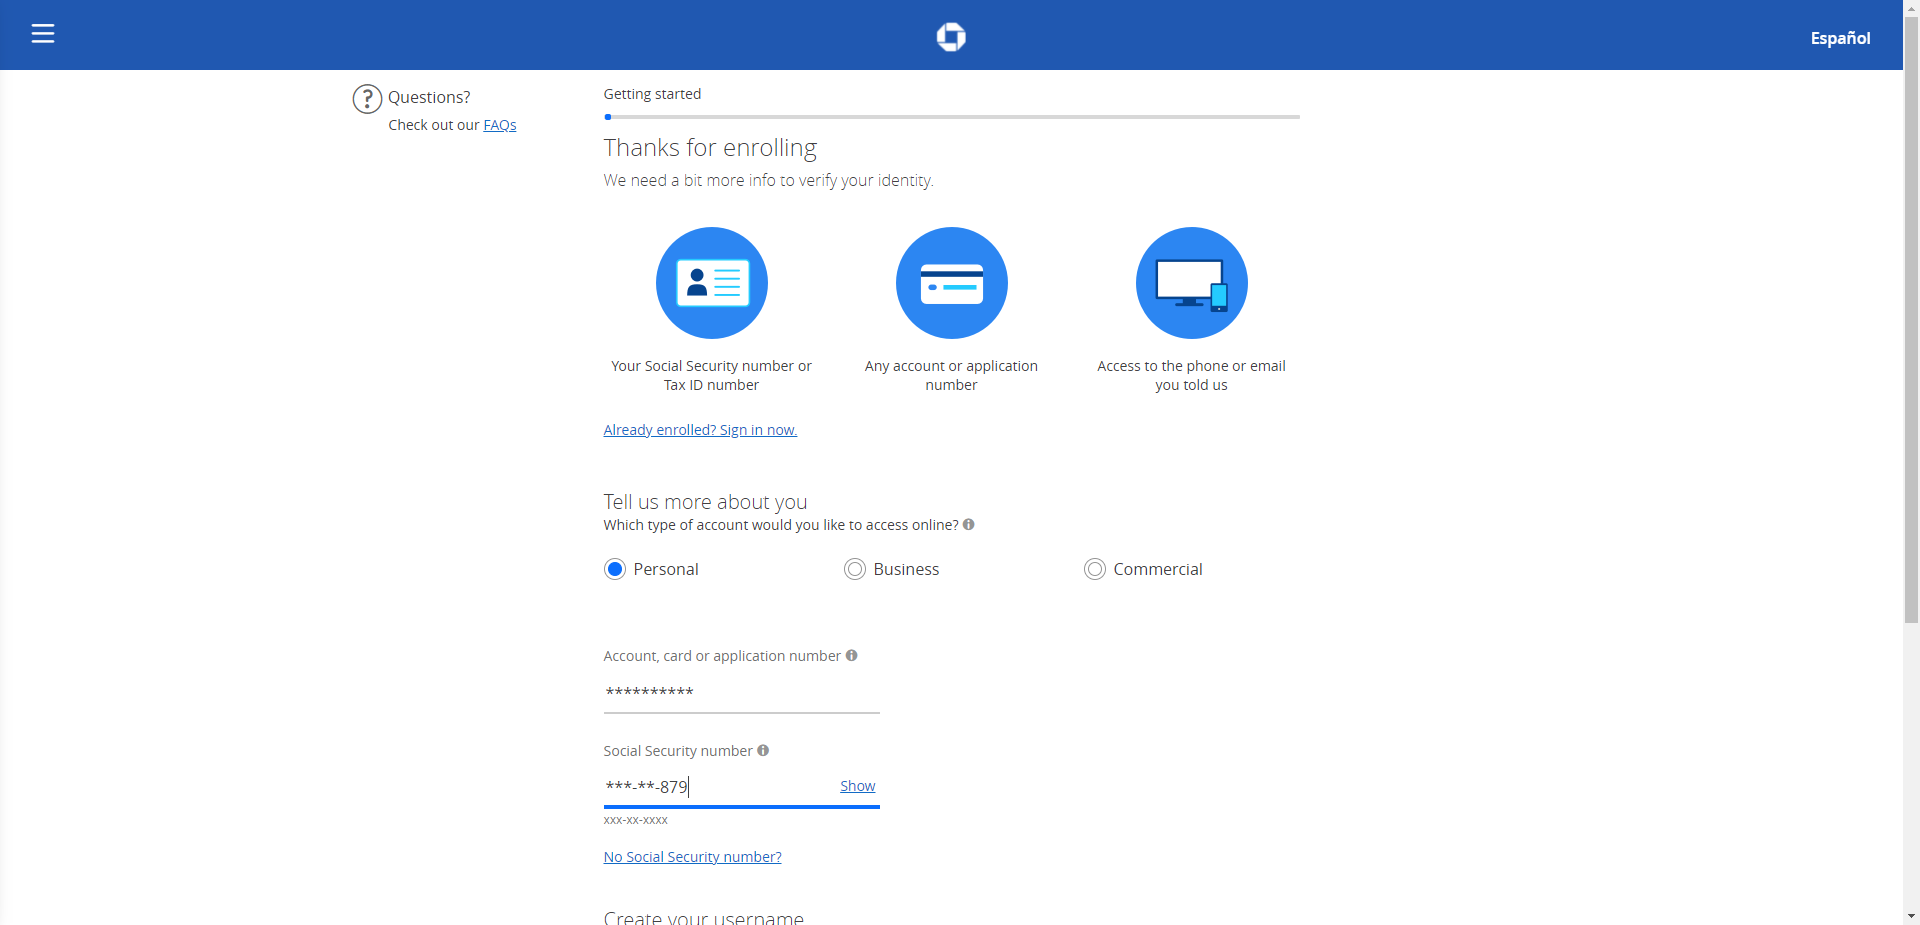 Español
Questions?
Check out our FAQs
Getting started
Thanks for enrolling
We need a bit more info to verify your identity.
Your Social Security number or
Tax ID number
Any account or application
number
Access to the phone or email
you told us
Already enrolled? Sign in now.
Tell us more about you
Which type of account would you like to access online?
Personal
Business
Commercial
Account, card or application number
**********
Social Security number
***-**-879
Show
xxx-xx-xxxx
No Social Security number?
Create your username